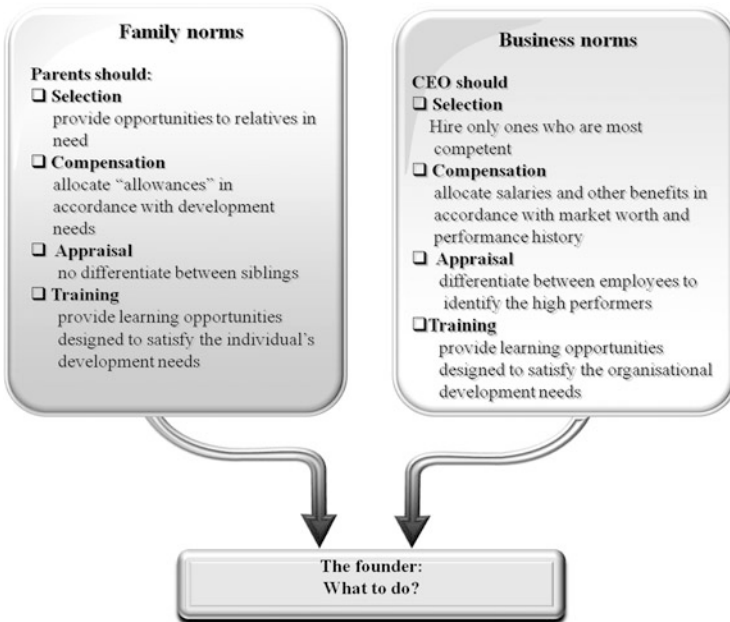 Family norms
Parents should:
❑ Selection
provide opportunities to relatives in
need
❑ Compensation
allocate “allowances” in
accordance with development
needs
❑ Appraisal
no differentiate between siblings
❑ Training
provide learning opportunities
designed to satisfy the individual’s
development needs
Business norms
CEO should
❑ Selection
Hire only ones who are most
competent
❑ Compensation
allocate salaries and other benefits in
accordance with market worth and
performance history
❑ Appraisal
differentiate between employees to
identify the high performers
❑Training
provide learning opportunities
designed to satisfy the organisational
development needs
The founder:
What to do?